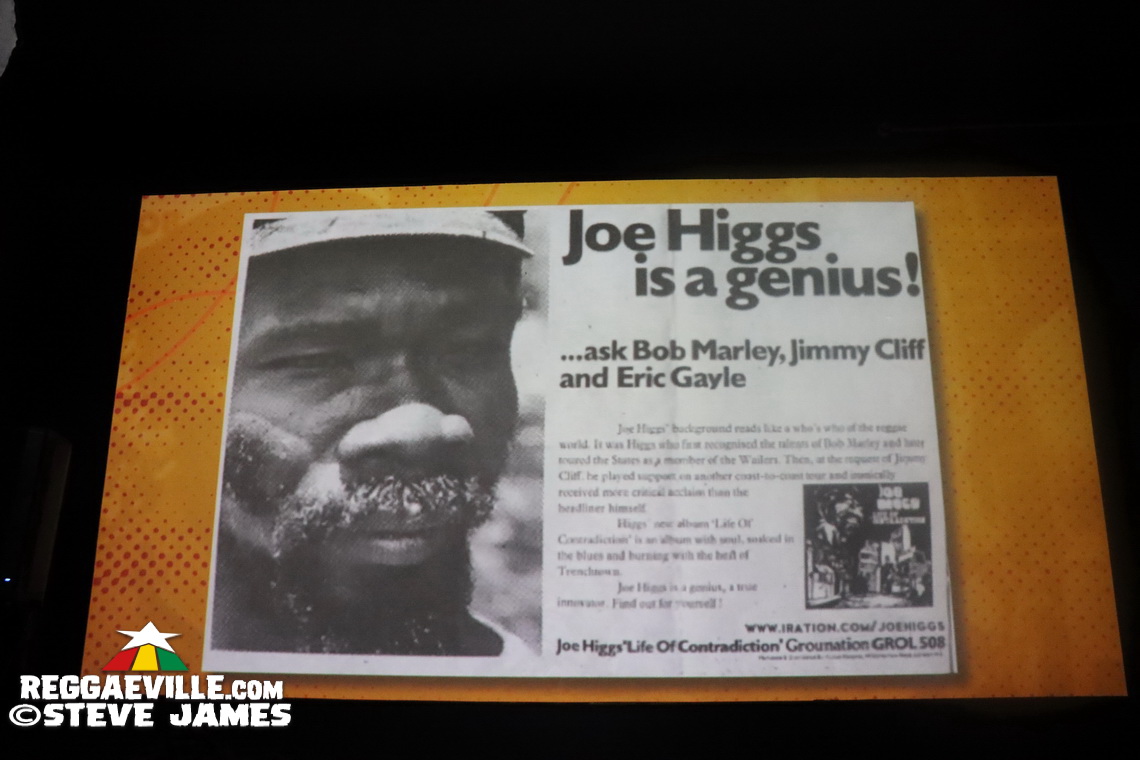 Joe Higgs
is a genius!
...ask Bob Marley, Jimmy Cliff
and Eric Gayle
Joe Higgs' background reads like a who's who of the reggae
world. It was Higgs who first recognised the talents of Bob Marley and later
toured the States as a member of the Wailers. Then, at the request of Jimmy
Cliff, he played support on another coast-to-coast tour and musically
received more critical acclaim than the
headliner himself.
Higgs' new album 'Life Of
Contradiction' is an album with soul, soaked in
the blues and burning with the heft of
Trenchtown.
Joe Higgs is a genius, a true
innovator. Find out for yourself!
JOE
HIGGS
LIFE OF
CONTRADICTION
WWW.IRATION.COM/JOEHIGGS
Joe Higgs 'Life Of Contradiction' Grounation GROL 508
REGGAEVILLE.COM
©STEVE JAMES